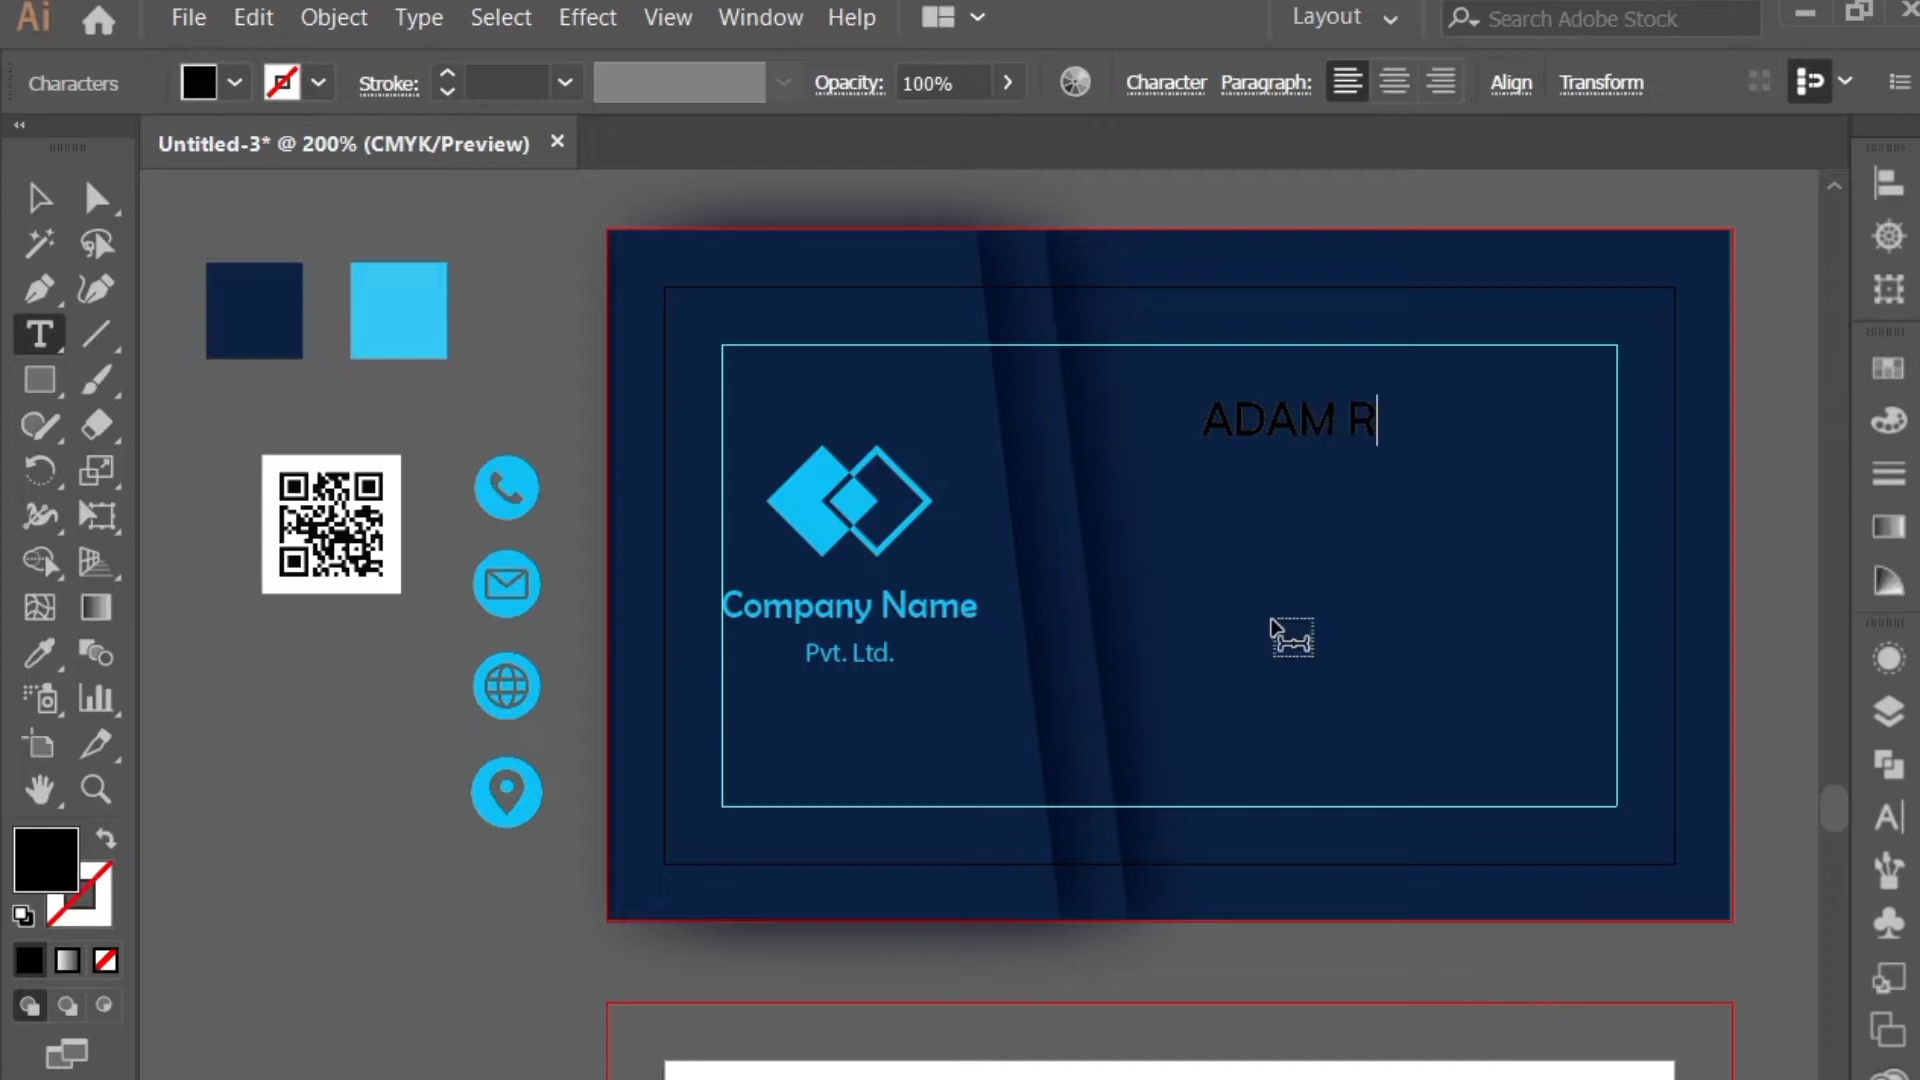 Ai
File Edit Object Type Select Effect View Window Help
Layout
Search Adobe Stock
Characters
Stroke:
Opacity: 100%
Character Paragraph: Align Transform
Untitled-3* @ 200% (CMYK/Preview)
ADAM R
Company Name
Pvt. Ltd.